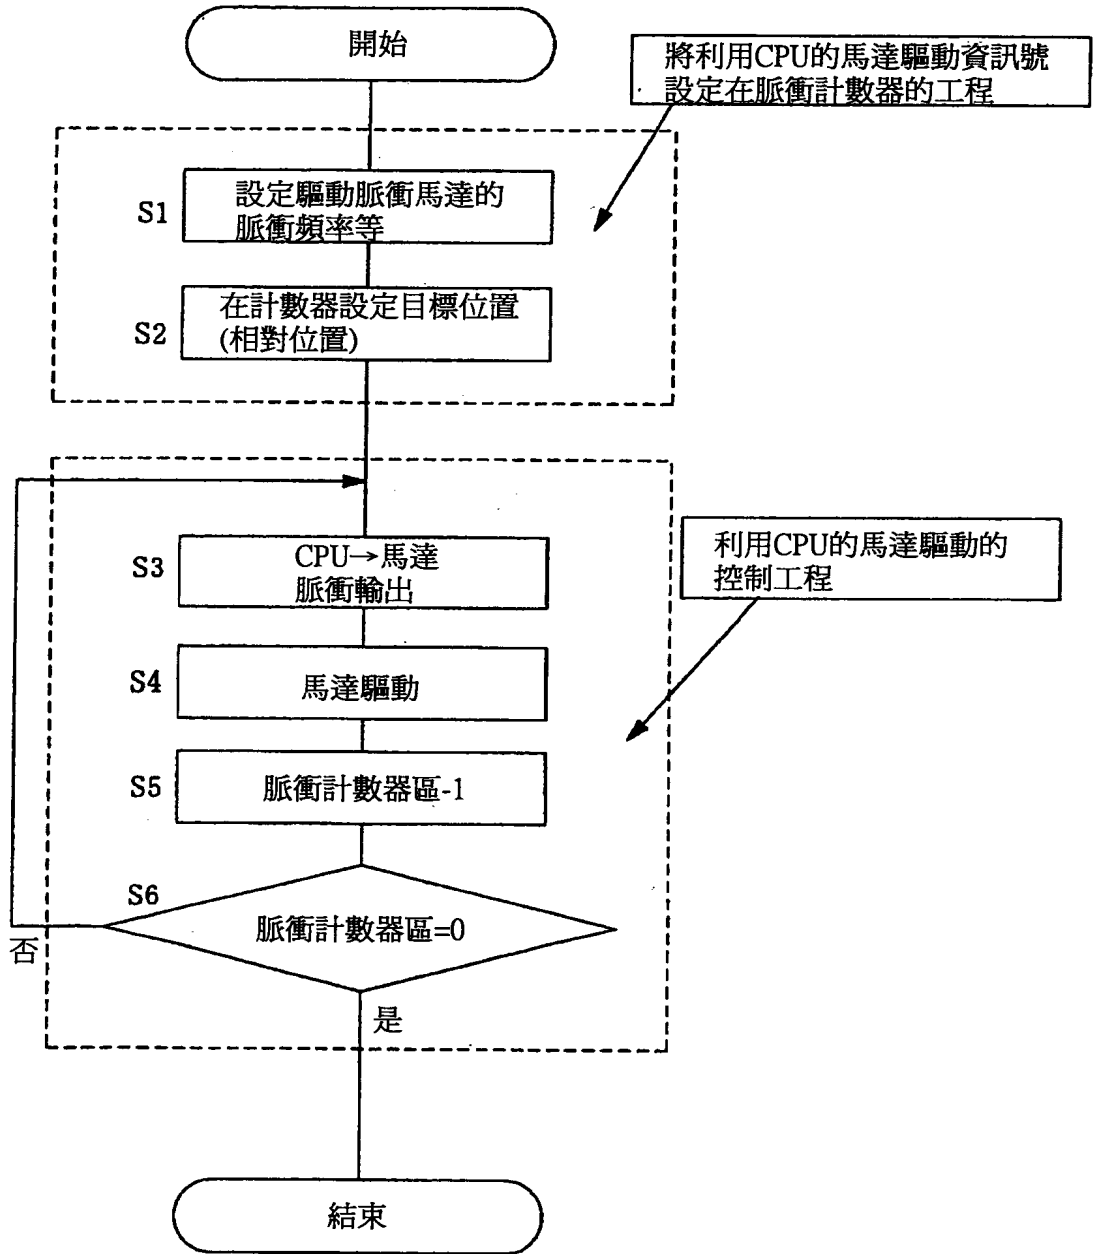 開始
將利用CPU的馬達驅動資訊號
設定在脈衝計數器的工程
S1
設定驅動脈衝馬達的
脈衝頻率等
S2
在計數器設定目標位置
(相對位置)
S3
CPU→馬達
脈衝輸出
利用CPU的馬達驅動的
控制工程
S4
馬達驅動
S5
脈衝計數器區-1
S6
脈衝計數器區=0
否
是
結束